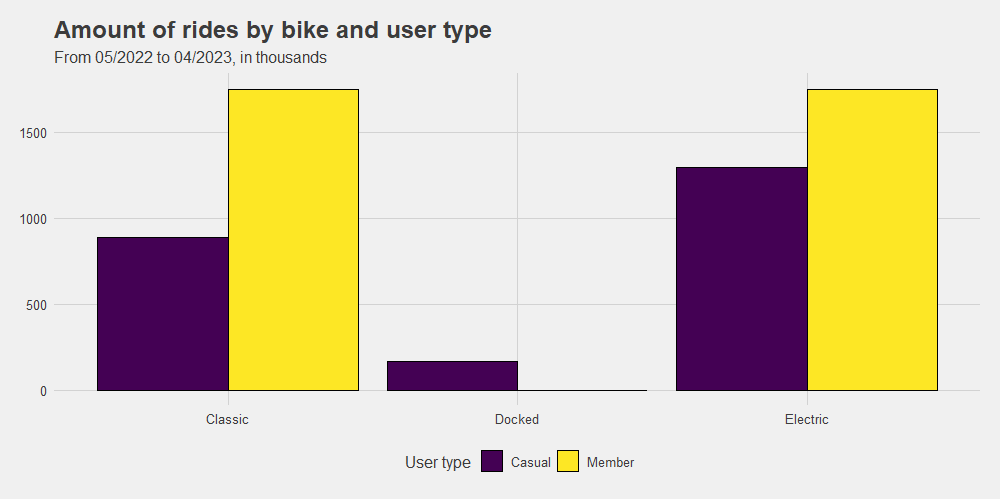 Amount of rides by bike and user type
From 05/2022 to 04/2023, in thousands
1500
1000
500
0
Classic Docked Electric
User type Casual Member